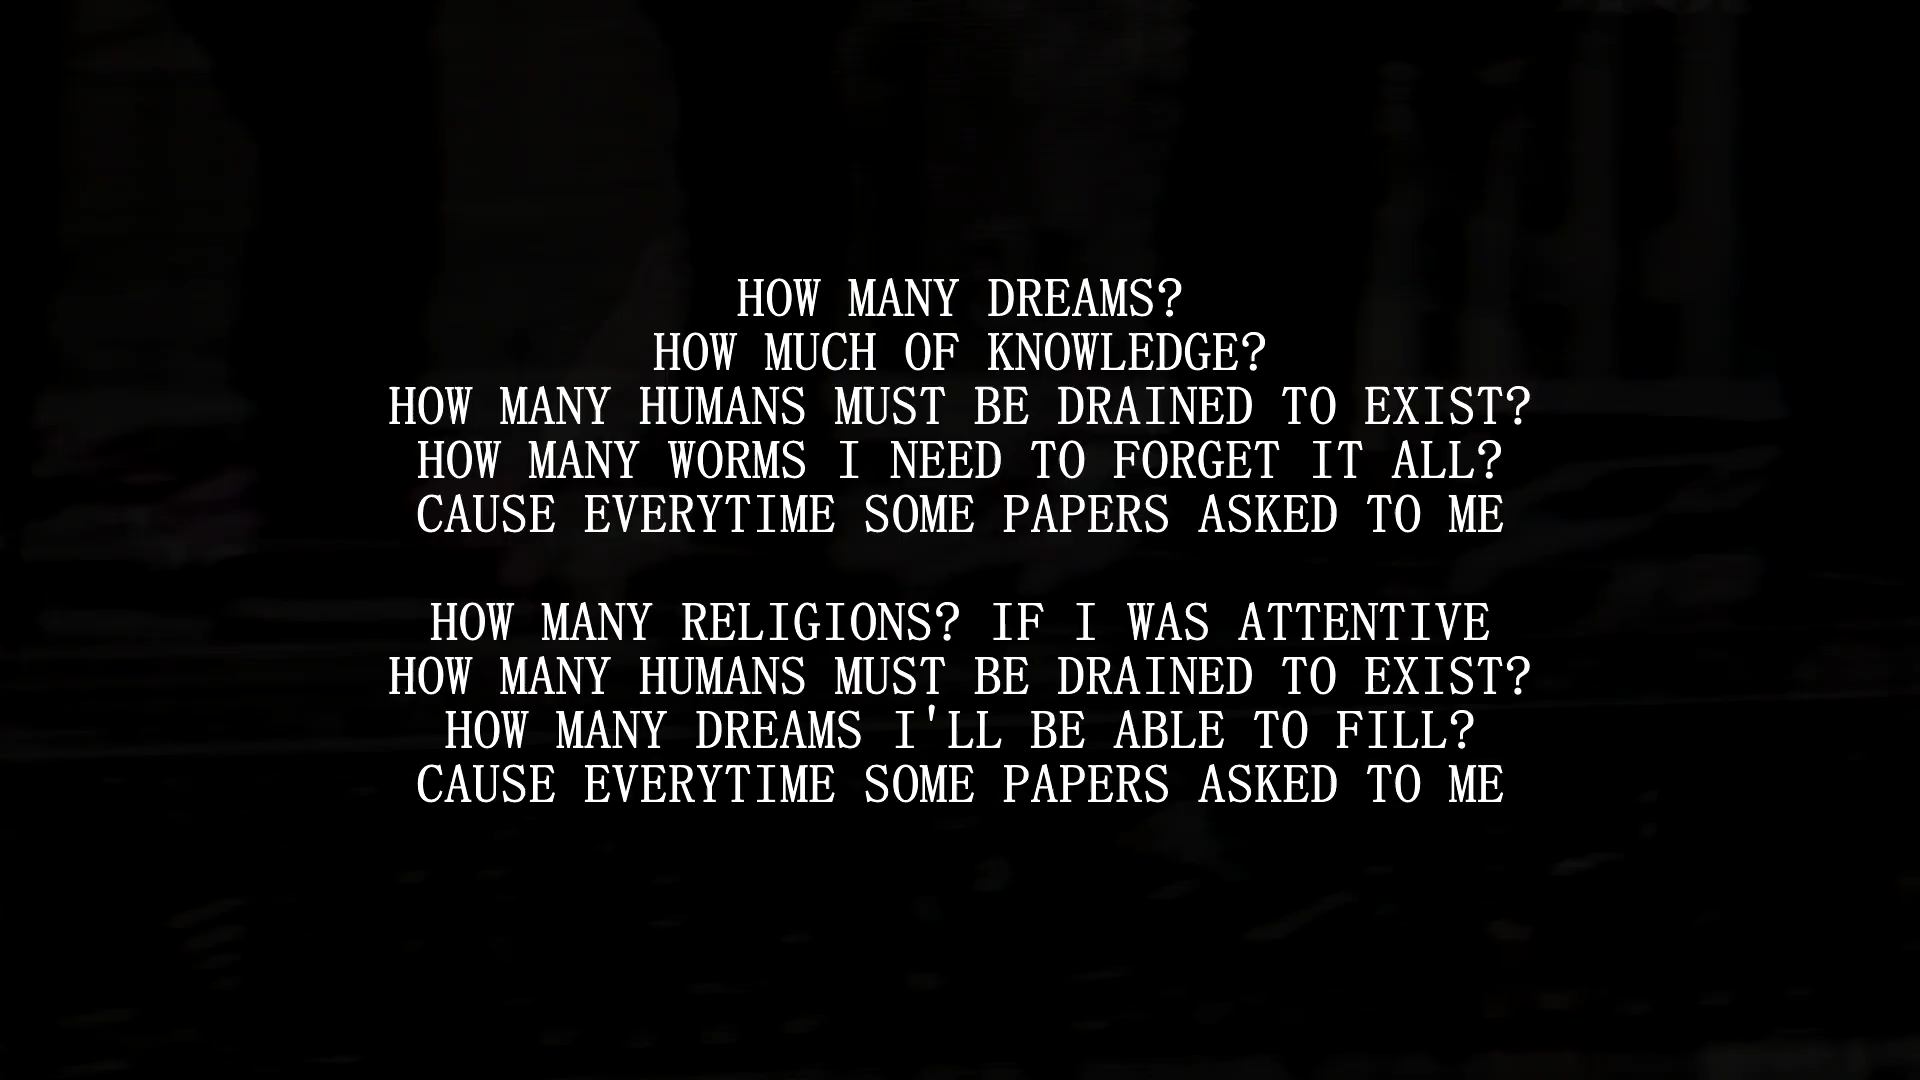 HOW MANY DREAMS?
HOW MUCH OF KNOWLEDGE?
HOW MANY HUMANS MUST BE DRAINED TO EXIST?
HOW MANY WORMS I NEED TO FORGET IT ALL?
CAUSE EVERYTIME SOME PAPERS ASKED TO ME
HOW MANY RELIGIONS? IF I WAS ATTENTIVE
HOW MANY HUMANS MUST BE DRAINED TO EXIST?
HOW MANY DREAMS I'LL BE ABLE TO FILL?
CAUSE EVERYTIME SOME PAPERS ASKED TO ME